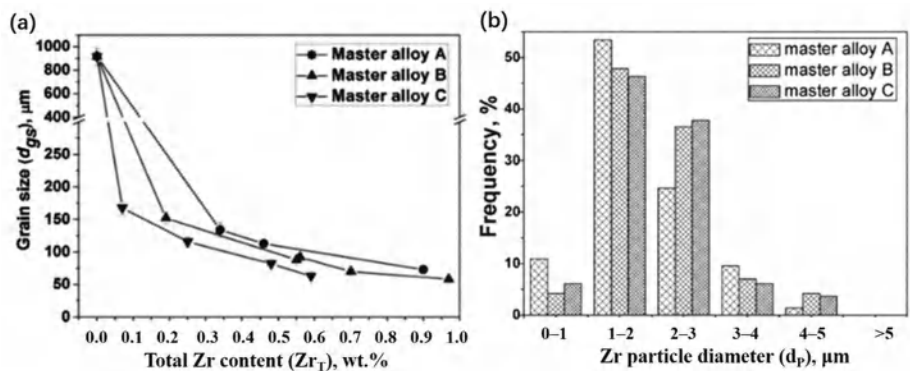 (a)
Grain size (dgs), μm
1000
900
800
600
400
250
200
150
100
50
0
Master alloy A
Master alloy B
Master alloy C
0.0 0.1 0.2 0.3 0.4 0.5 0.6 0.7 0.8 0.9 1.0
Total Zr content (ZrT), wt.%
(b)
Frequency, %
50
40
30
20
10
0
master alloy A
master alloy B
master alloy C
0–1 1–2 2–3 3–4 4–5 >5
Zr particle diameter (dP), μm